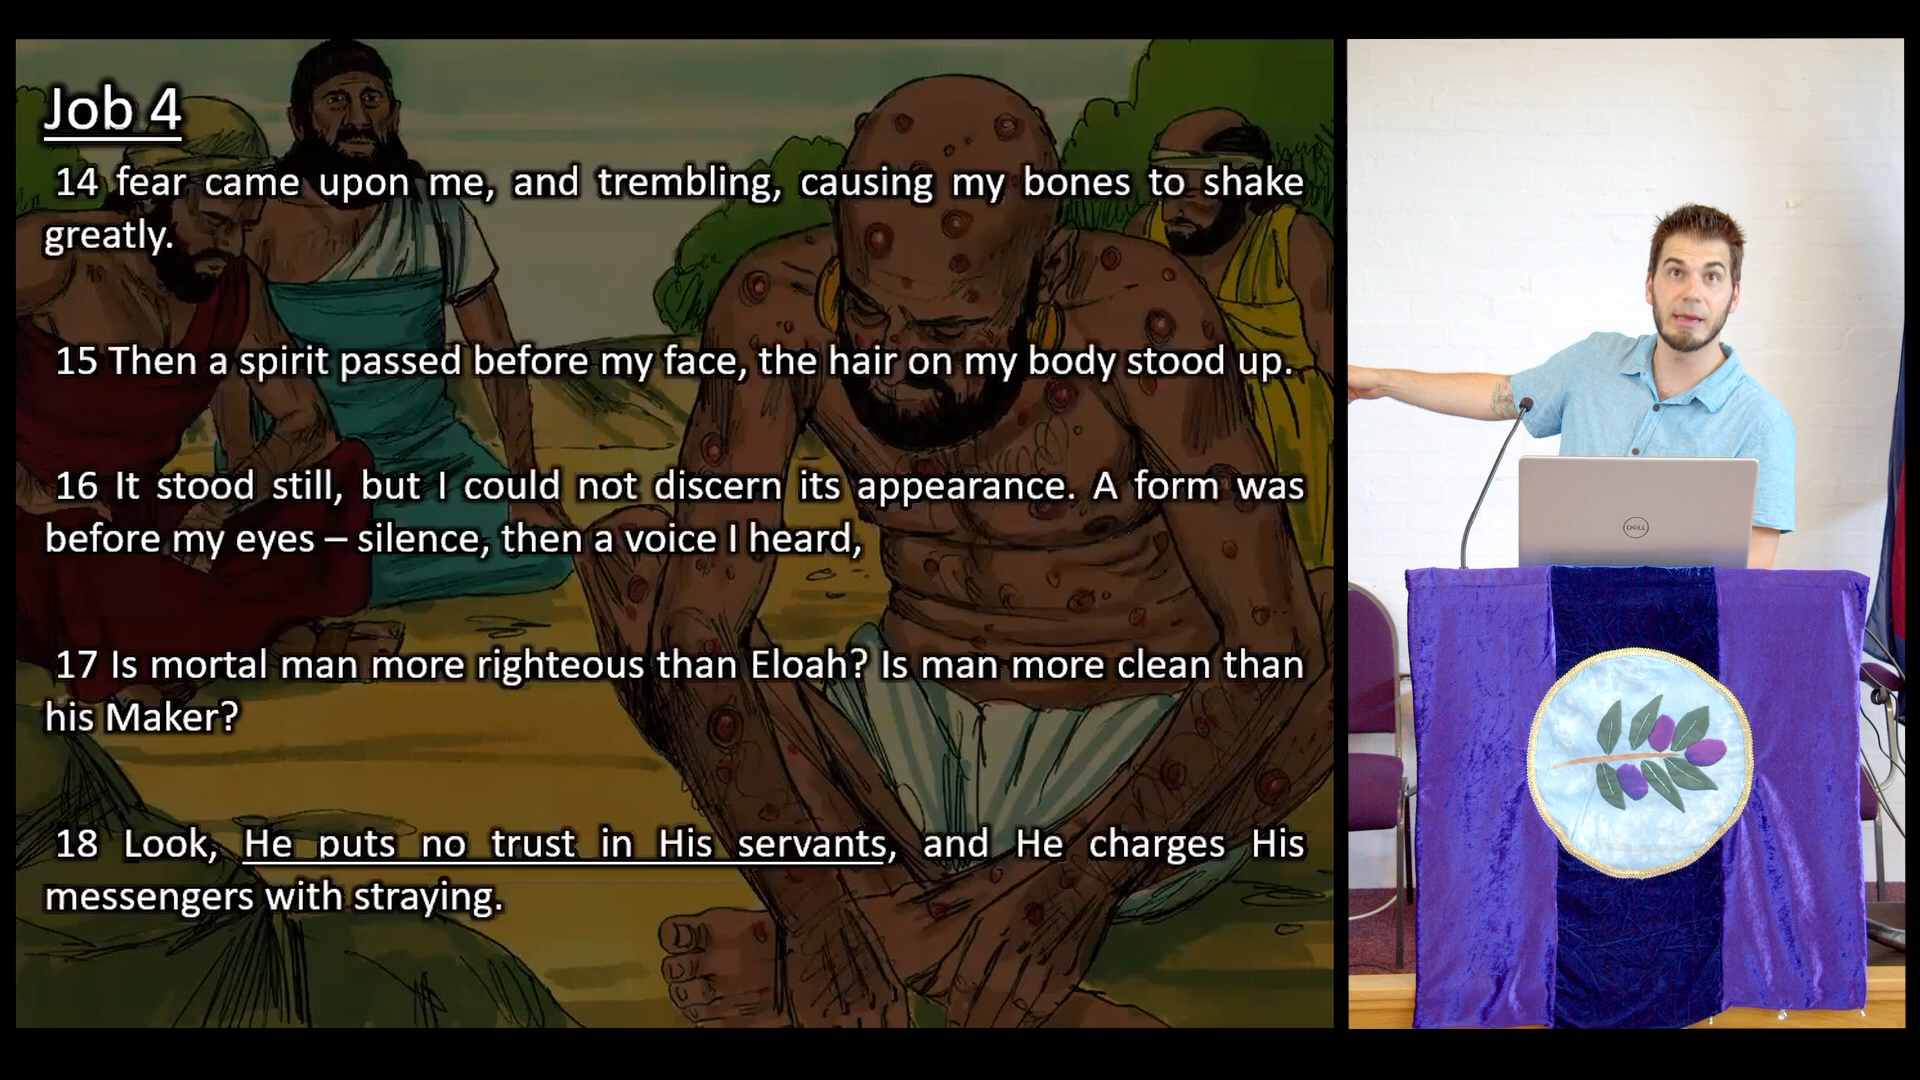 Job 4
14 fear came upon me, and trembling, causing my bones to shake
greatly.
15 Then a spirit passed before my face, the hair on my body stood up.
16 It stood still, but I could not discern its appearance. A form was
before my eyes – silence, then a voice I heard,
17 Is mortal man more righteous than Eloah? Is man more clean than
his Maker?
18 Look, He puts no trust in His servants, and He charges His
messengers with straying.
DELL